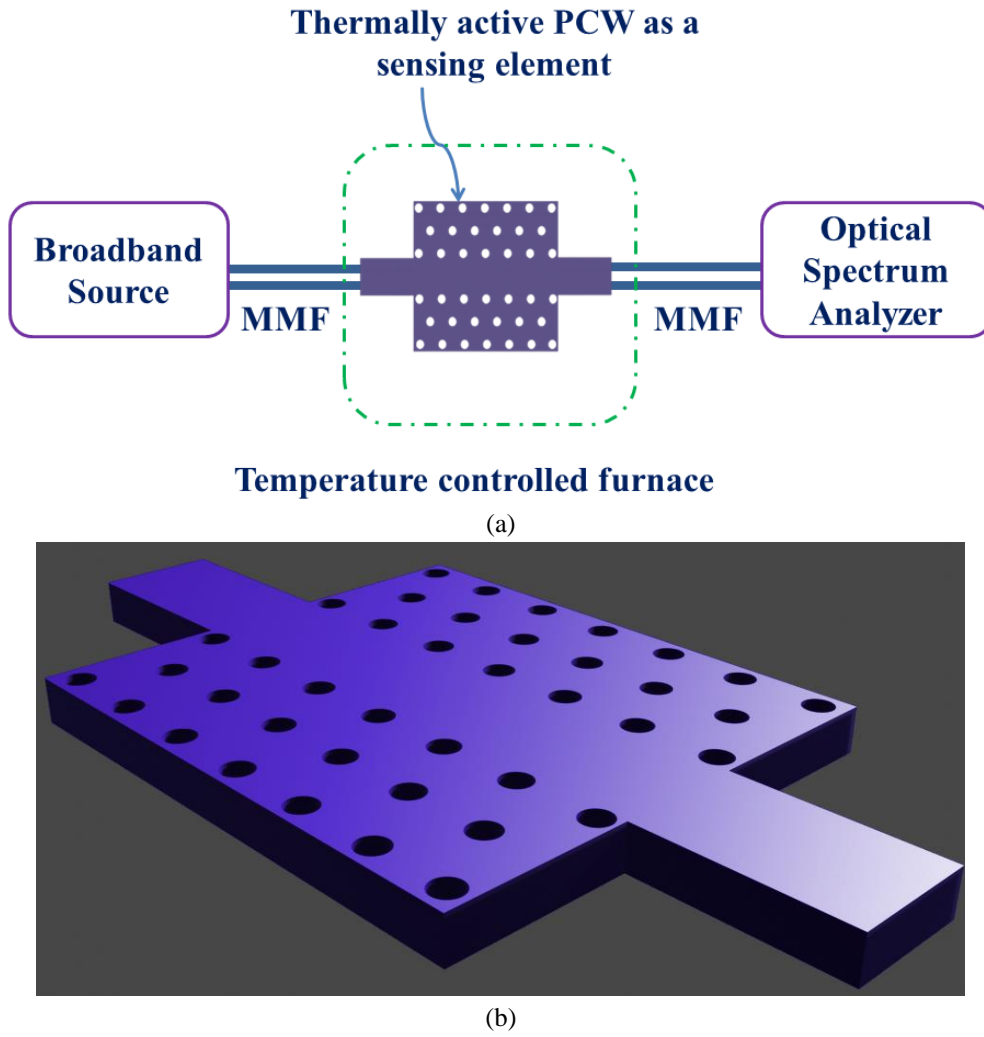 Thermally active PCW as a
sensing element
Broadband
Source
MMF
MMF
Optical
Spectrum
Analyzer
Temperature controlled furnace
(a)
(b)